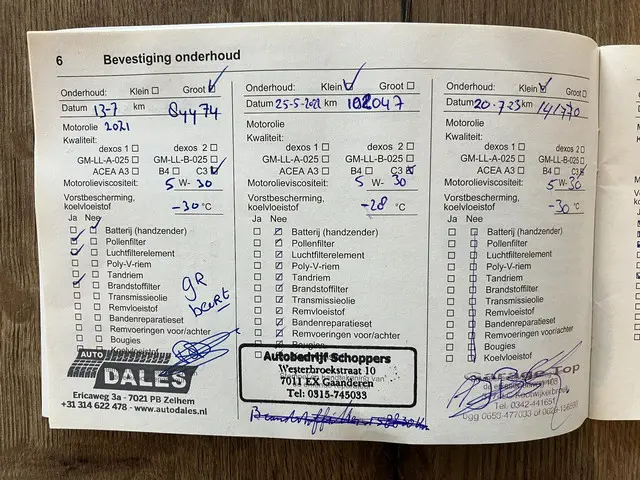 6 Bevestiging onderhoud
Onderhoud: Klein Groot
Datum 13-7 km 84474
Motorolie 2021
Kwaliteit:
dexos 1 dexos 2
GM-LL-A-025 GM-LL-B-025
ACEA A3 B4 C3
Motorolieviscositeit: 5 W- 30
Vorstbescherming,
koelvloeistof -30 °C
Ja Nee
Batterij (handzender)
Pollenfilter
Luchtfilterelement
Poly-V-riem
Tandriem
Brandstoffilter
Transmissieolie
Remvloeistof
Bandenreparatieset
Remvoeringen voor/achter
Bougies
Koelvloeistof
gR
beurt
AUTO
DALES
Ericaweg 3a - 7021 PB Zelhem
+31 314 622 478 - www.autodales.nl
Onderhoud: Klein Groot
Datum 25-5-2022 km 102047
Motorolie
Kwaliteit:
dexos 1 dexos 2
GM-LL-A-025 GM-LL-B-025
ACEA A3 B4 C3
Motorolieviscositeit: 5 W- 30
Vorstbescherming,
koelvloeistof -28 °C
Ja Nee
Batterij (handzender)
Pollenfilter
Luchtfilterelement
Poly-V-riem
Tandriem
Brandstoffilter
Transmissieolie
Remvloeistof
Bandenreparatieset
Remvoeringen voor/achter
Bougies
Autobedrijf Schoppers
Westerbroekstraat 10
7011 EX Gaanderen
Tel: 0315-745033
Onderhoud: Klein Groot
Datum 20-7-23 km 141770
Motorolie
Kwaliteit:
dexos 1 dexos 2
GM-LL-A-025 GM-LL-B-025
ACEA A3 B4 C3
Motorolieviscositeit: 5 W- 30
Vorstbescherming,
koelvloeistof -30 °C
Ja Nee
Batterij (handzender)
Pollenfilter
Luchtfilterelement
Poly-V-riem
Tandriem
Brandstoffilter
Transmissieolie
Remvloeistof
Bandenreparatieset
Remvoeringen voor/achter
Bougies
Koelvloeistof
Garage Top
Tel. 0342-441651